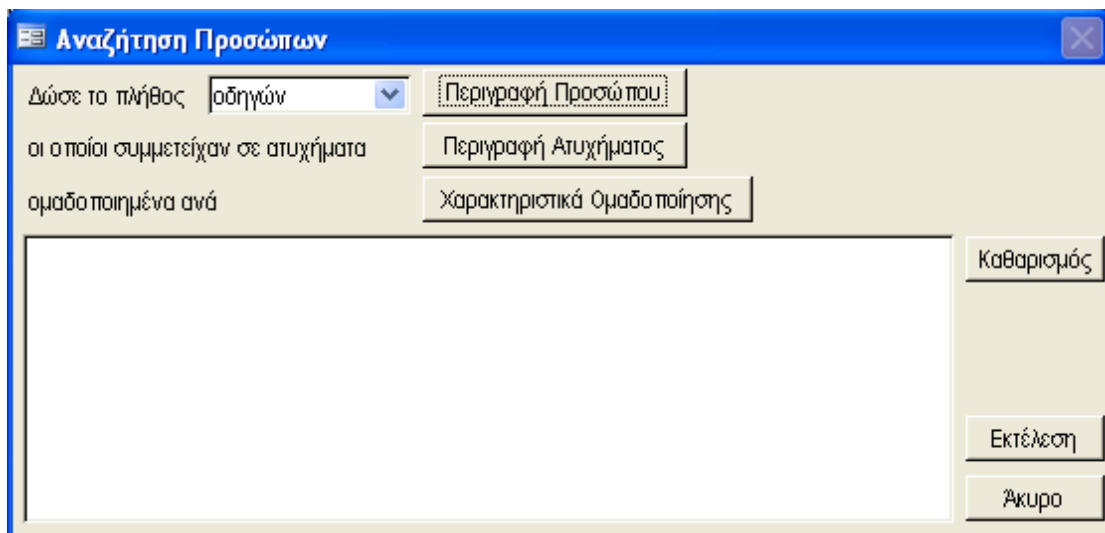 Αναζήτηση Προσώπων
Δώσε το πλήθος οδηγών Περιγραφή Προσώπου
οι οποίοι συμμετείχαν σε ατυχήματα Περιγραφή Ατυχήματος
ομαδοποιημένα ανά Χαρακτηριστικά Ομαδοποίησης
Καθαρισμός
Εκτέλεση
Άκυρο